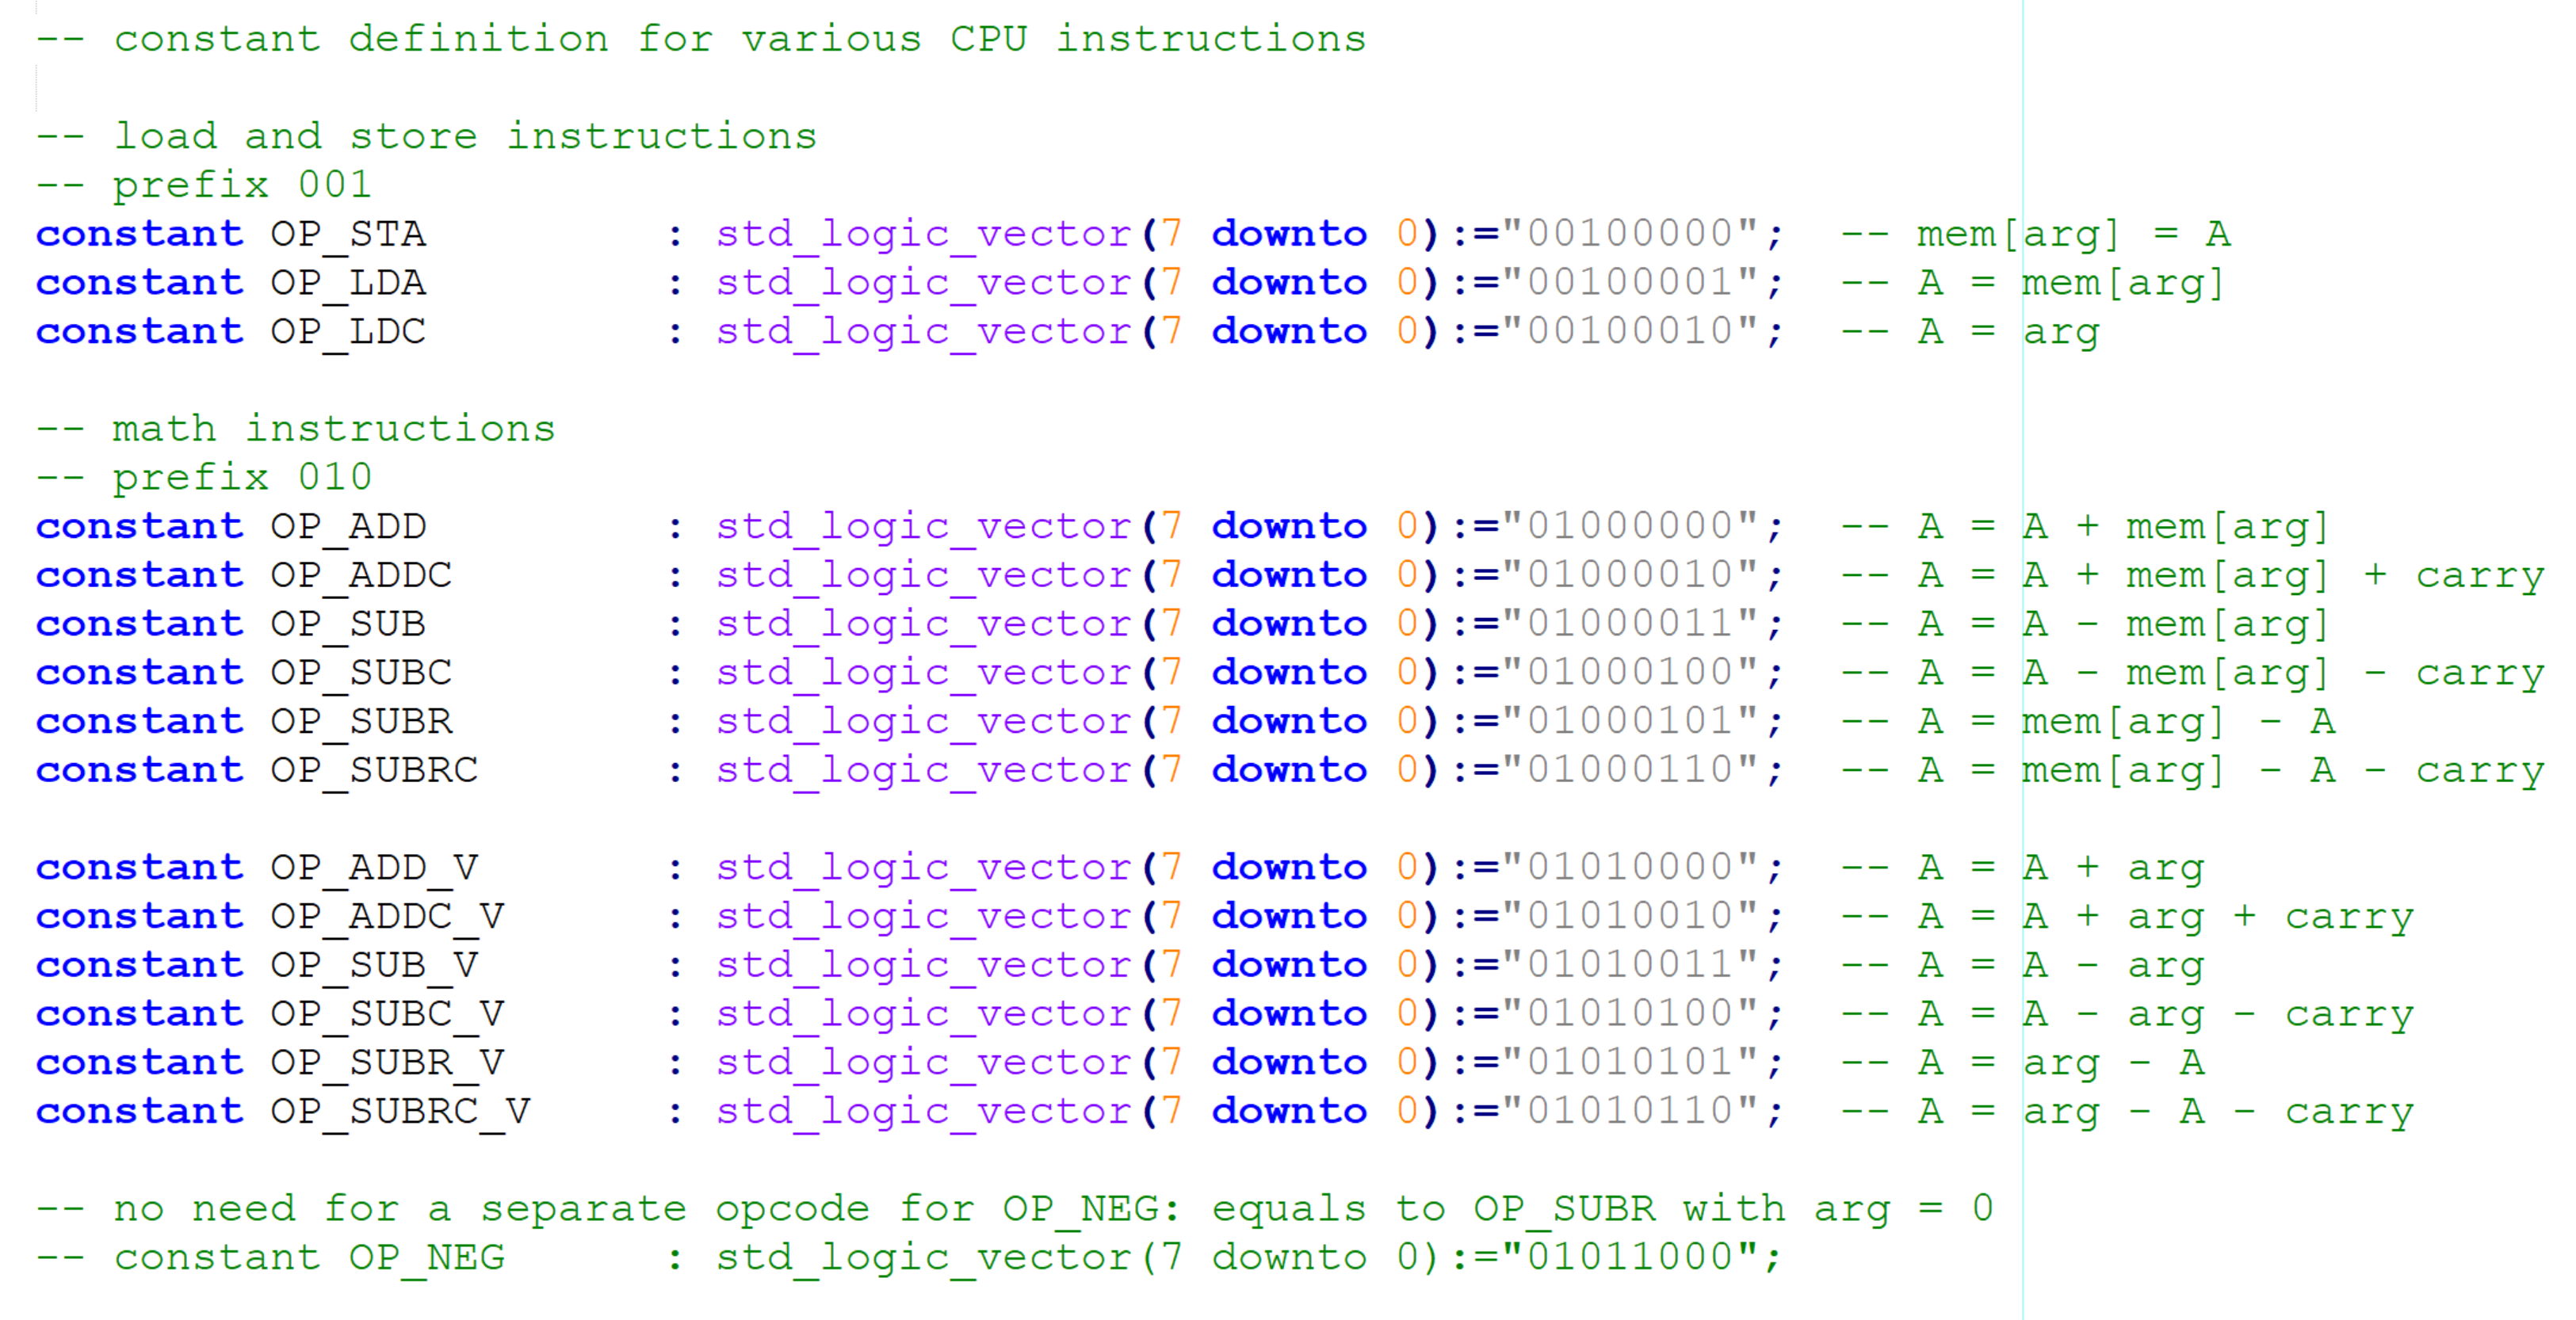 -- constant definition for various CPU instructions
-- load and store instructions
-- prefix 001
constant OP_STA          : std_logic_vector(7 downto 0):="00100000";  -- mem[arg] = A
constant OP_LDA          : std_logic_vector(7 downto 0):="00100001";  -- A = mem[arg]
constant OP_LDC          : std_logic_vector(7 downto 0):="00100010";  -- A = arg
-- math instructions
-- prefix 010
constant OP_ADD          : std_logic_vector(7 downto 0):="01000000";  -- A = A + mem[arg]
constant OP_ADDC         : std_logic_vector(7 downto 0):="01000010";  -- A = A + mem[arg] + carry
constant OP_SUB          : std_logic_vector(7 downto 0):="01000011";  -- A = A - mem[arg]
constant OP_SUBC         : std_logic_vector(7 downto 0):="01000100";  -- A = A - mem[arg] - carry
constant OP_SUBR         : std_logic_vector(7 downto 0):="01000101";  -- A = mem[arg] - A
constant OP_SUBRC        : std_logic_vector(7 downto 0):="01000110";  -- A = mem[arg] - A - carry
constant OP_ADD_V        : std_logic_vector(7 downto 0):="01010000";  -- A = A + arg
constant OP_ADDC_V       : std_logic_vector(7 downto 0):="01010010";  -- A = A + arg + carry
constant OP_SUB_V        : std_logic_vector(7 downto 0):="01010011";  -- A = A - arg
constant OP_SUBC_V       : std_logic_vector(7 downto 0):="01010100";  -- A = A - arg - carry
constant OP_SUBR_V       : std_logic_vector(7 downto 0):="01010101";  -- A = arg - A
constant OP_SUBRC_V      : std_logic_vector(7 downto 0):="01010110";  -- A = arg - A - carry
-- no need for a separate opcode for OP_NEG: equals to OP_SUBR with arg = 0
-- constant OP_NEG       : std_logic_vector(7 downto 0):="01011000";